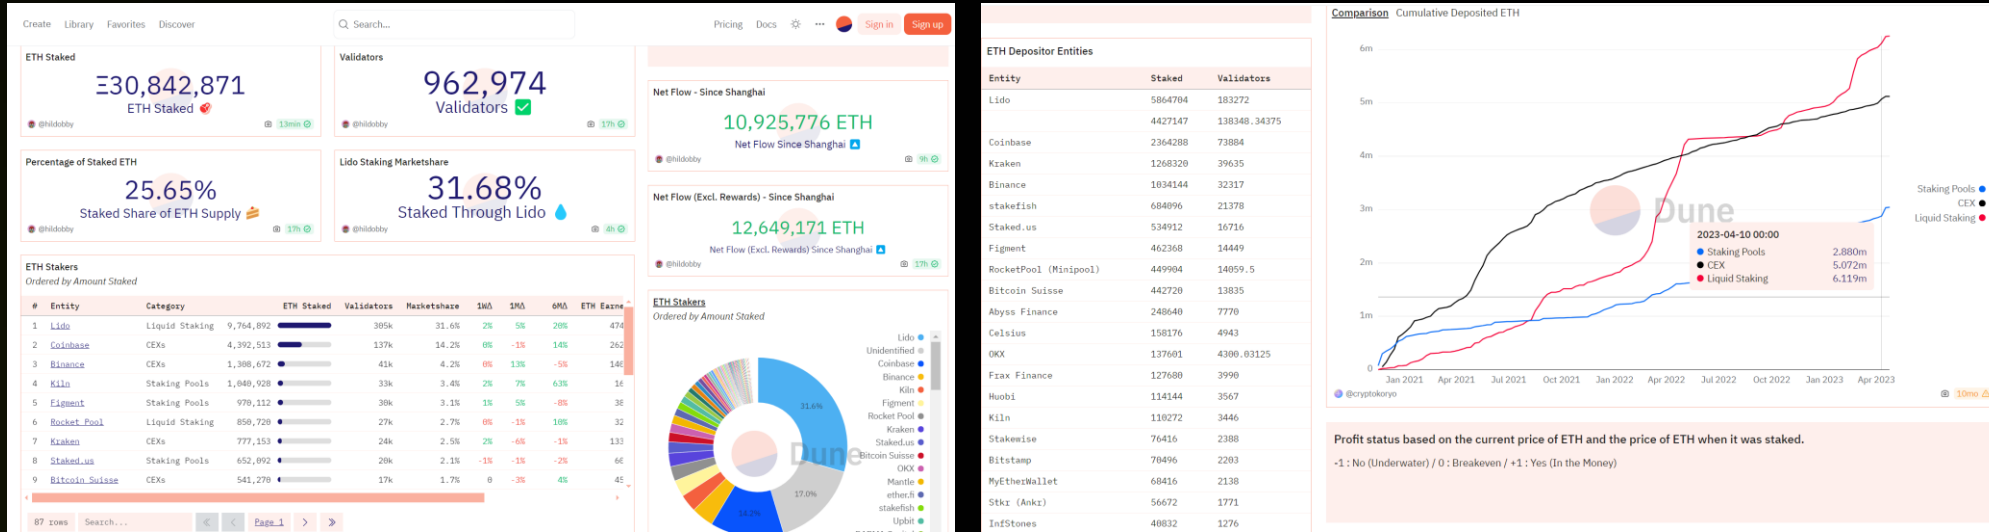 Create Library Favorites Discover
Search...
Pricing Docs Sign in Sign up
ETH Staked
Ξ30,842,871
ETH Staked
@hildobby 13min
Validators
962,974
Validators ✅
@hildobby 17h
Percentage of Staked ETH
25.65%
Staked Share of ETH Supply 🍰
@hildobby 17h
Lido Staking Marketshare
31.68%
Staked Through Lido 💧
@hildobby 4h
ETH Stakers
Ordered by Amount Staked
# Entity Category ETH Staked Validators Marketshare 1WΔ 1MΔ 6MΔ ETH Earne
1 Lido Liquid Staking 9,764,892 305k 31.6% 2% 5% 20% 474
2 Coinbase CEXs 4,392,513 137k 14.2% 0% -1% 14% 262
3 Binance CEXs 1,308,672 41k 4.2% 0% 13% -5% 140
4 Kiln Staking Pools 1,040,928 33k 3.4% 2% 7% 63% 16
5 Figment Staking Pools 970,112 30k 3.1% 1% 5% -8% 38
6 Rocket Pool Liquid Staking 850,720 27k 2.7% 0% -1% 10% 32
7 Kraken CEXs 777,153 24k 2.5% 2% -6% -1% 133
8 Staked.us Staking Pools 652,092 20k 2.1% -1% -1% -2%
9 Bitcoin Suisse CEXs 541,270 17k 1.7% 0 -3% 4% 45
87 rows Search... « ‹ Page 1 › »
Net Flow - Since Shanghai
10,925,776 ETH
Net Flow Since Shanghai
@hildobby 9h
Net Flow (Excl. Rewards) - Since Shanghai
12,649,171 ETH
Net Flow (Excl. Rewards) Since Shanghai
@hildobby 17h
ETH Stakers
Ordered by Amount Staked
Dune
31.6%
17.0%
14.2%
Lido
Unidentified
Coinbase
Binance
Kiln
Figment
Rocket Pool
Kraken
Staked.us
Bitcoin Suisse
OKX
Mantle
ether.fi
stakefish
Upbit
ETH Depositor Entities
Entity Staked Validators
Lido 5864704 183272
4427147 138348.34375
Coinbase 2364288 73884
Kraken 1268320 39635
Binance 1034144 32317
stakefish 684096 21378
Staked.us 534912 16716
Figment 462368 14449
RocketPool (Minipool) 449904 14059.5
Bitcoin Suisse 442720 13835
Abyss Finance 248640 7770
Celsius 158176 4943
OKX 137601 4300.03125
Frax Finance 127680 3990
Huobi 114144 3567
Kiln 110272 3446
Stakewise 76416 2388
Bitstamp 70496 2203
MyEtherWallet 68416 2138
Stkr (Ankr) 56672 1771
InfStones 40832 1276
Comparison Cumulative Deposited ETH
6m
5m
4m
3m
2m
1m
0
Jan 2021 Apr 2021 Jul 2021 Oct 2021 Jan 2022 Apr 2022 Jul 2022 Oct 2022 Jan 2023 Apr 2023
Dune
2023-04-10 00:00
Staking Pools 2.880m
CEX 5.072m
Liquid Staking 6.119m
Staking Pools
CEX
Liquid Staking
@cryptokoryo 10mo
Profit status based on the current price of ETH and the price of ETH when it was staked.
-1 : No (Underwater) / 0 : Breakeven / +1 : Yes (In the Money)